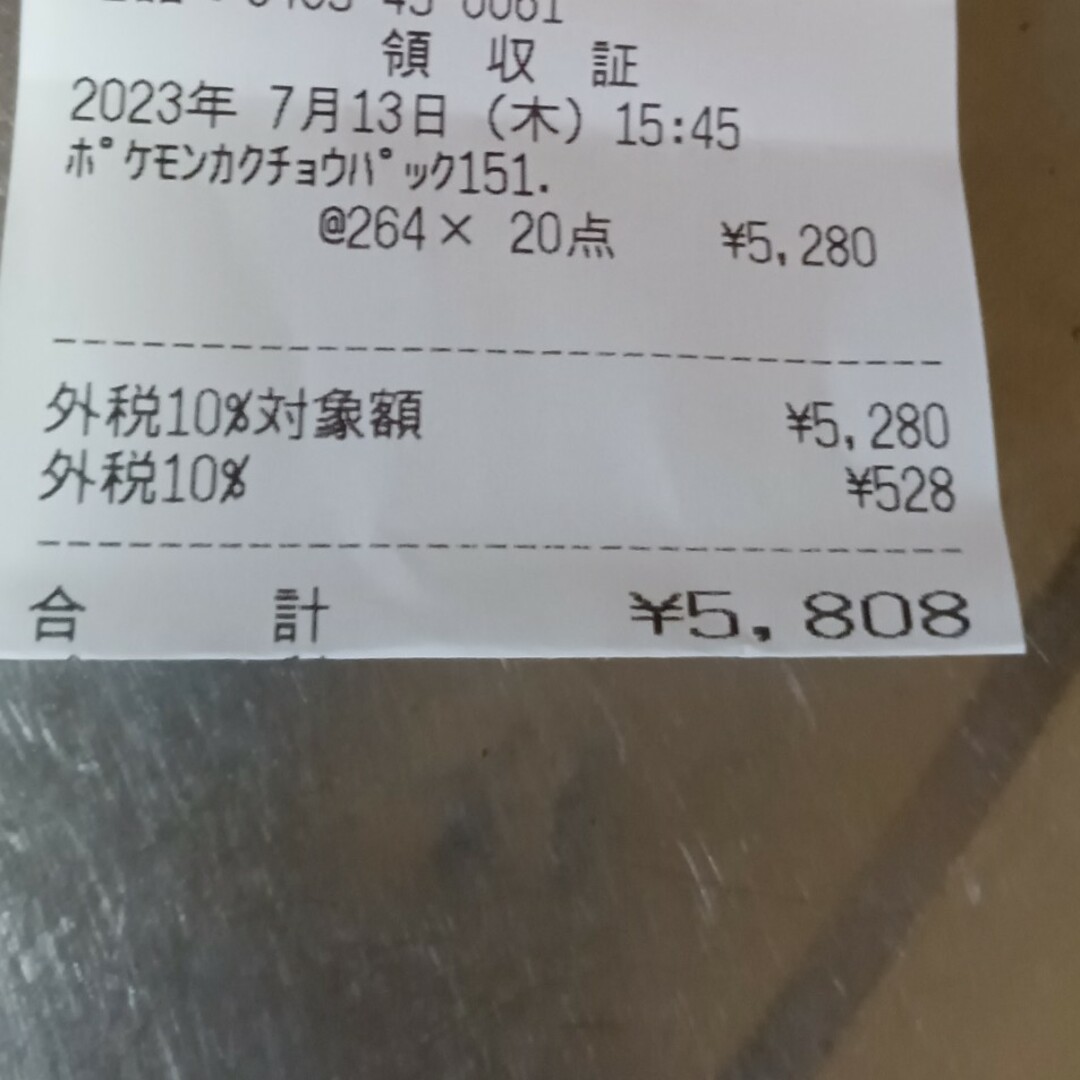 領 収 証
2023年 7月13日 (木) 15:45
ﾎﾟｹﾓﾝｶｸﾁｮｳﾊﾟｯｸ151.
@264× 20点 ¥5,280
外税10%対象額 ¥5,280
外税10% ¥528
合 計 ¥5,808